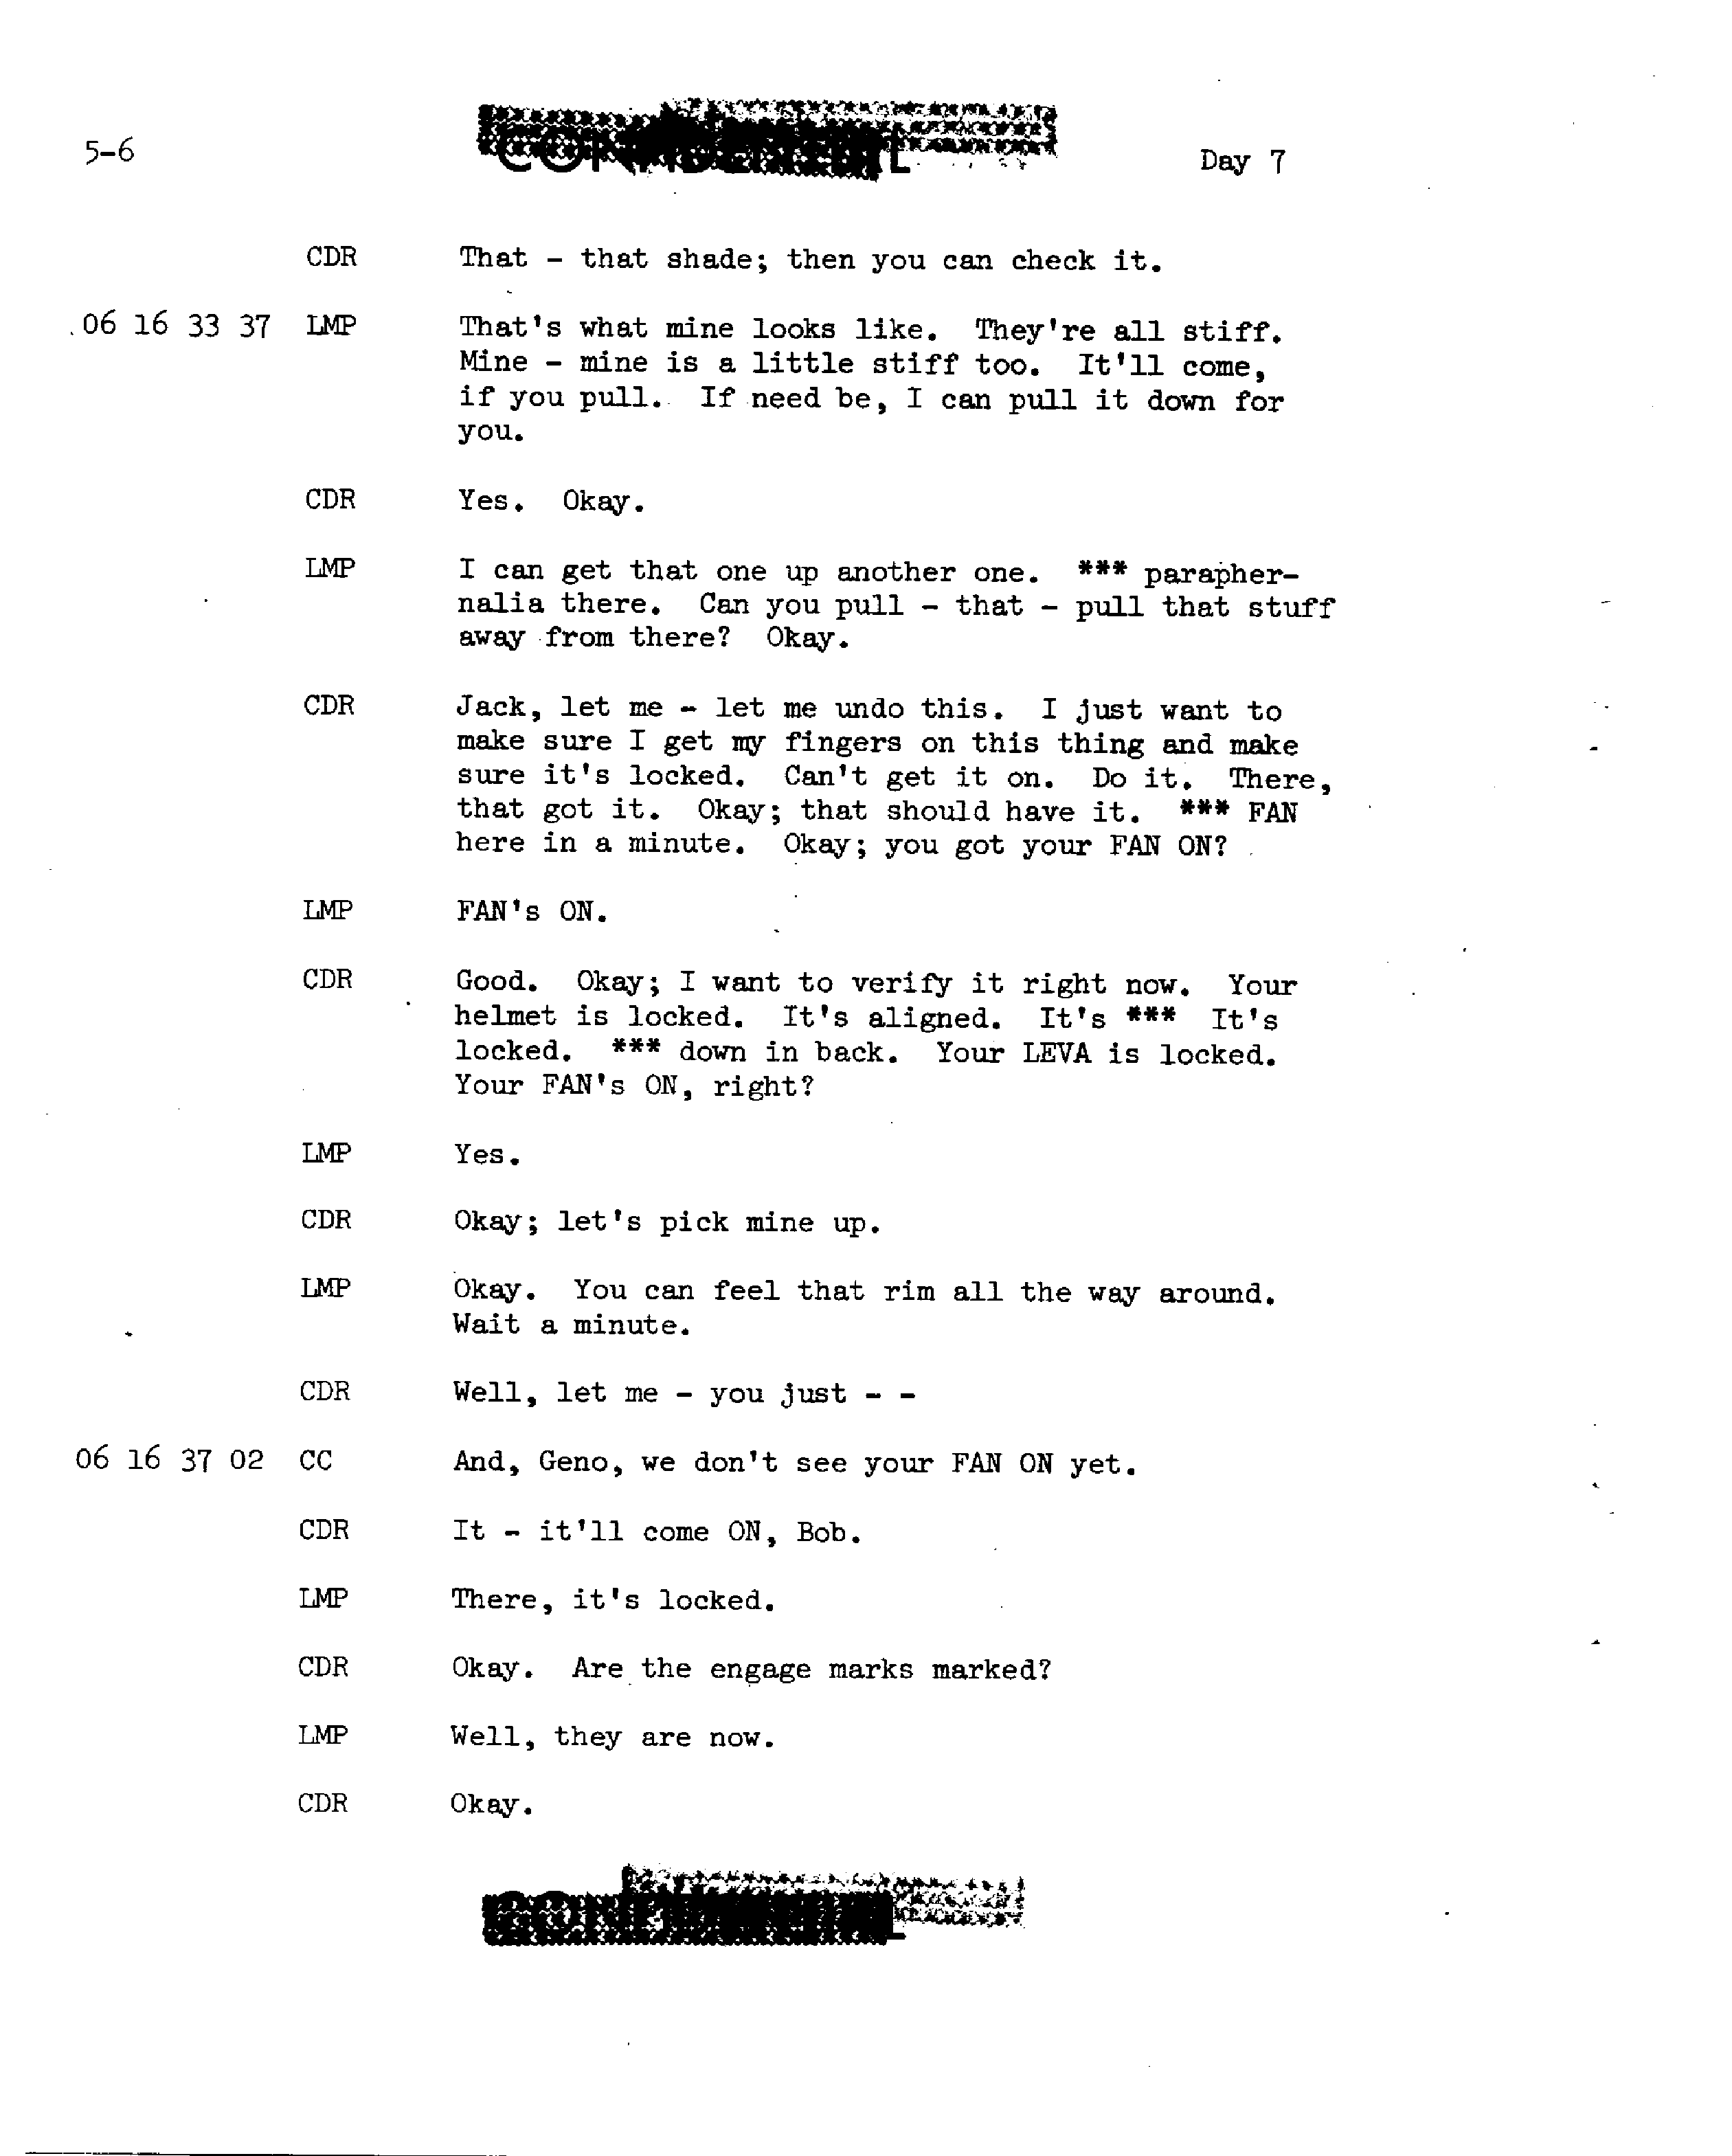 5-6
CONFIDENTIAL
Day 7
CDR That - that shade; then you can check it.
06 16 33 37 LMP That's what mine looks like. They're all stiff.
Mine - mine is a little stiff too. It'll come,
if you pull. If need be, I can pull it down for
you.
CDR Yes. Okay.
LMP I can get that one up another one. *** parapher-
nalia there. Can you pull - that - pull that stuff
away from there? Okay.
CDR Jack, let me - let me undo this. I just want to
make sure I get my fingers on this thing and make
sure it's locked. Can't get it on. Do it. There,
that got it. Okay; that should have it. *** FAN
here in a minute. Okay; you got your FAN ON?
LMP FAN's ON.
CDR Good. Okay; I want to verify it right now. Your
helmet is locked. It's aligned. It's *** It's
locked. *** down in back. Your LEVA is locked.
Your FAN's ON, right?
LMP Yes.
CDR Okay; let's pick mine up.
LMP Okay. You can feel that rim all the way around.
Wait a minute.
CDR Well, let me - you just - -
06 16 37 02 CC And, Geno, we don't see your FAN ON yet.
CDR It - it'll come ON, Bob.
LMP There, it's locked.
CDR Okay. Are the engage marks marked?
LMP Well, they are now.
CDR Okay.
CONFIDENTIAL